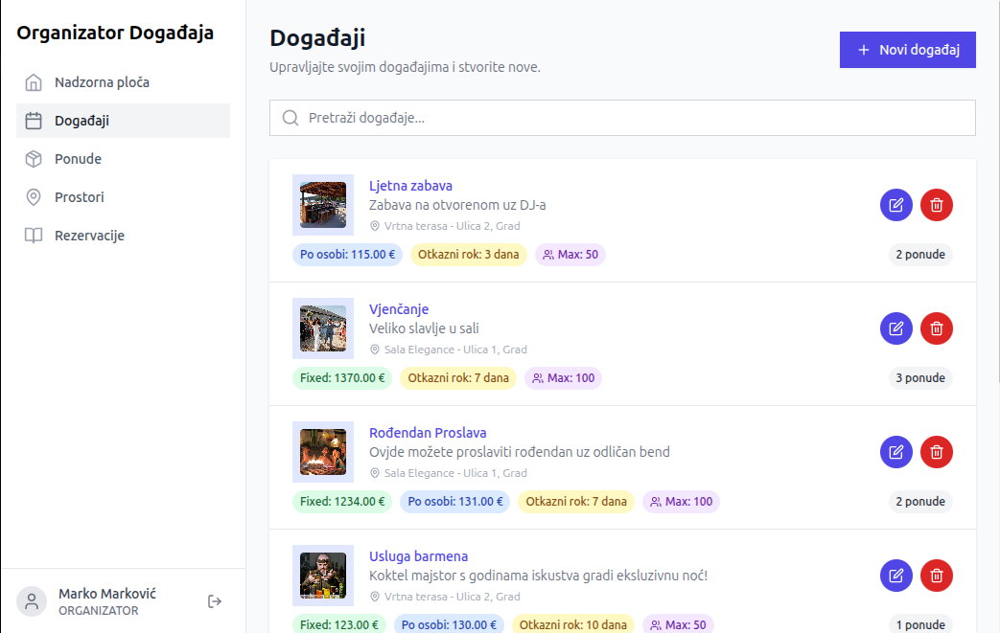 Organizator Događaja
Nadzorna ploča
Događaji
Ponude
Prostori
Rezervacije
Marko Marković
ORGANIZATOR
Događaji
Upravljajte svojim događajima i stvorite nove.
Novi događaj
Pretraži događaje...
Ljetna zabava
Zabava na otvorenom uz DJ-a
Vrtna terasa - Ulica 2, Grad
Po osobi: 115.00 € Otkazni rok: 3 dana Max: 50 2 ponude
Vjenčanje
Veliko slavlje u sali
Sala Elegance - Ulica 1, Grad
Fixed: 1370.00 € Otkazni rok: 7 dana Max: 100 3 ponude
Rođendan Proslava
Ovjde možete proslaviti rođendan uz odličan bend
Sala Elegance - Ulica 1, Grad
Fixed: 1234.00 € Po osobi: 131.00 € Otkazni rok: 7 dana Max: 100 2 ponude
Usluga barmena
Koktel majstor s godinama iskustva gradi eksluzivnu noć!
Vrtna terasa - Ulica 2, Grad
Fixed: 123.00 € Po osobi: 130.00 € Otkazni rok: 10 dana Max: 50 1 ponude